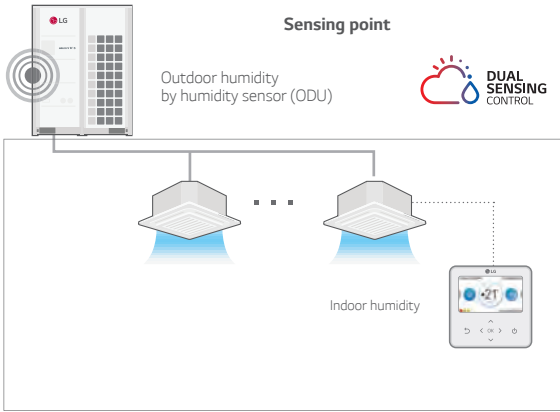 Sensing point
LG
Outdoor humidity
by humidity sensor (ODU)
DUAL
SENSING
CONTROL
LG
21
Indoor humidity
OK